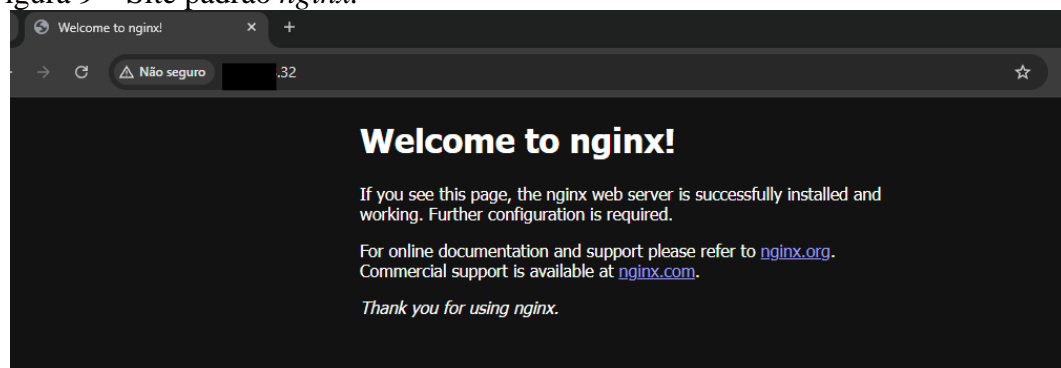 igura 9 – Site padrão nginx.
Welcome to nginx!
Não seguro .32
Welcome to nginx!
If you see this page, the nginx web server is successfully installed and
working. Further configuration is required.
For online documentation and support please refer to nginx.org.
Commercial support is available at nginx.com.
Thank you for using nginx.